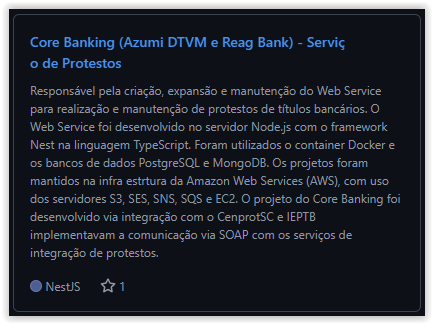 Core Banking (Azumi DTVM e Reag Bank) - Serviç
o de Protestos
Responsável pela criação, expansão e manutenção do Web Service
para realização e manutenção de protestos de títulos bancários. O
Web Service foi desenvolvido no servidor Node.js com o framework
Nest na linguagem TypeScript. Foram utilizados o container Docker e
os bancos de dados PostgreSQL e MongoDB. Os projetos foram
mantidos na infra estrtura da Amazon Web Services (AWS), com uso
dos servidores S3, SES, SNS, SQS e EC2. O projeto do Core Banking foi
desenvolvido via integração com o CenprotSC e IEPTB
implementavam a comunicação via SOAP com os serviços de
integração de protestos.
NestJS 1